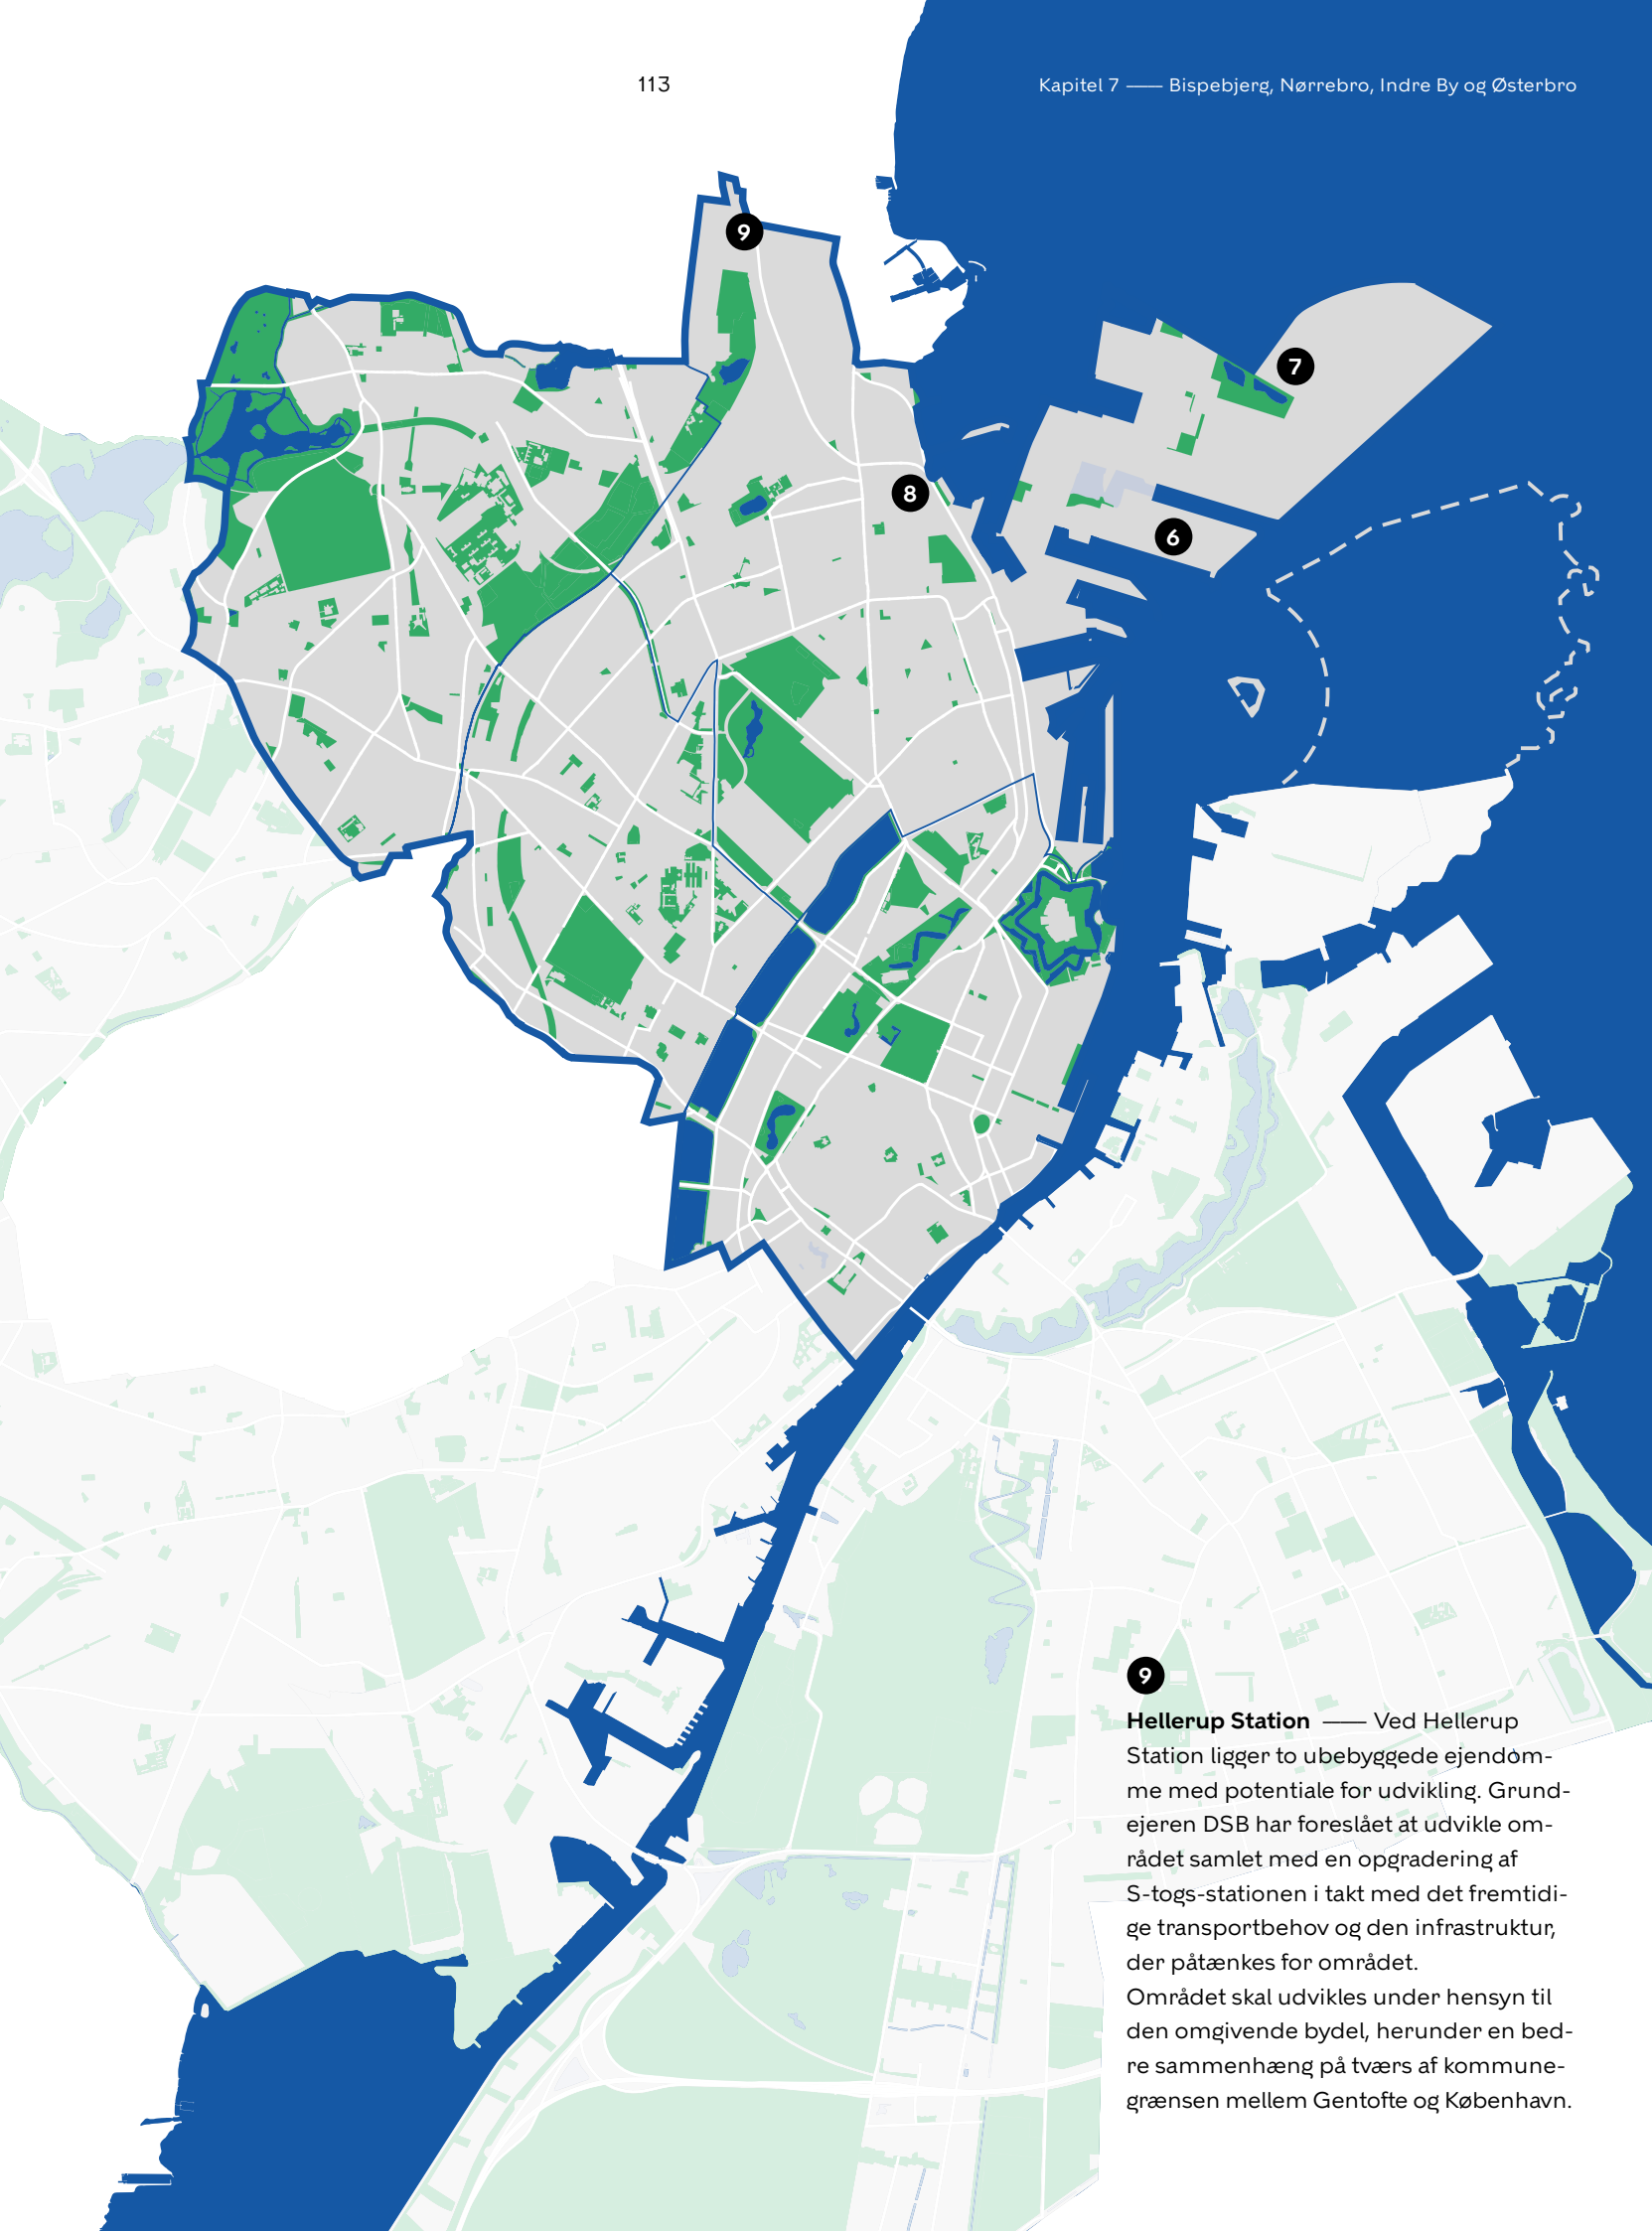 113
Kapitel 7 —— Bispebjerg, Nørrebro, Indre By og Østerbro
9
7
8
6
9
Hellerup Station —— Ved Hellerup
Station ligger to ubebyggede ejendom-
me med potentiale for udvikling. Grund-
ejeren DSB har foreslået at udvikle om-
rådet samlet med en opgradering af
S-togs-stationen i takt med det fremtidi-
ge transportbehov og den infrastruktur,
der påtænkes for området.
Området skal udvikles under hensyn til
den omgivende bydel, herunder en bed-
re sammenhæng på tværs af kommune-
grænsen mellem Gentofte og København.